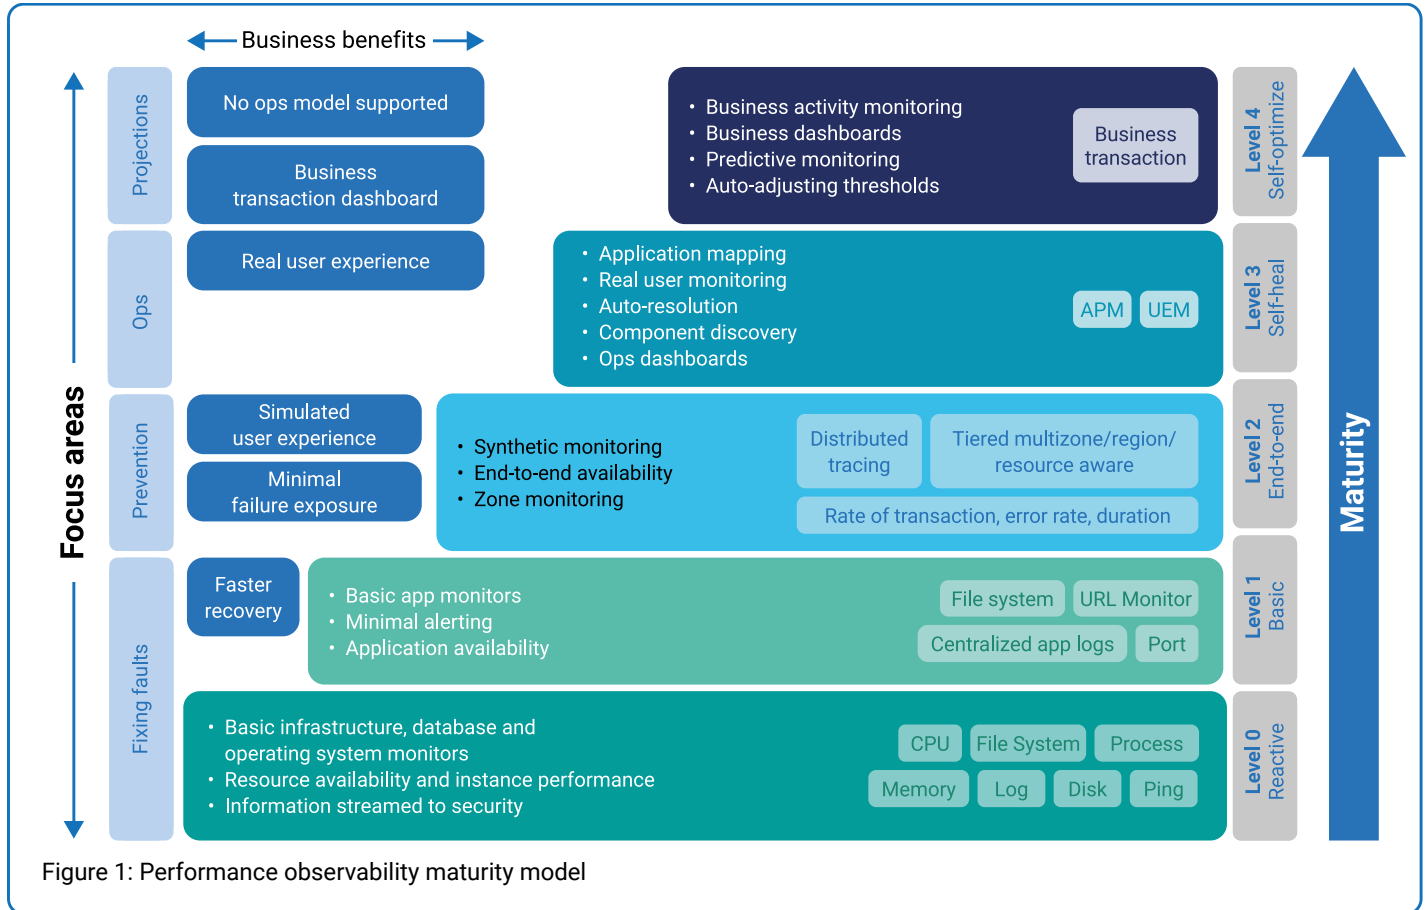 Business benefits
Focus areas
Projections
No ops model supported
Business
transaction dashboard
• Business activity monitoring
• Business dashboards
• Predictive monitoring
• Auto-adjusting thresholds
Business
transaction
Level 4
Self-optimize
Ops
Real user experience
• Application mapping
• Real user monitoring
• Auto-resolution
• Component discovery
• Ops dashboards
APM
UEM
Level 3
Self-heal
Prevention
Simulated
user experience
Minimal
failure exposure
• Synthetic monitoring
• End-to-end availability
• Zone monitoring
Distributed
tracing
Tiered multizone/region/
resource aware
Rate of transaction, error rate, duration
Level 2
End-to-end
Fixing faults
Faster
recovery
• Basic app monitors
• Minimal alerting
• Application availability
File system
URL Monitor
Centralized app logs
Port
Level 1
Basic
• Basic infrastructure, database and
operating system monitors
• Resource availability and instance performance
• Information streamed to security
CPU
File System
Process
Memory
Log
Disk
Ping
Level 0
Reactive
Maturity
Figure 1: Performance observability maturity model